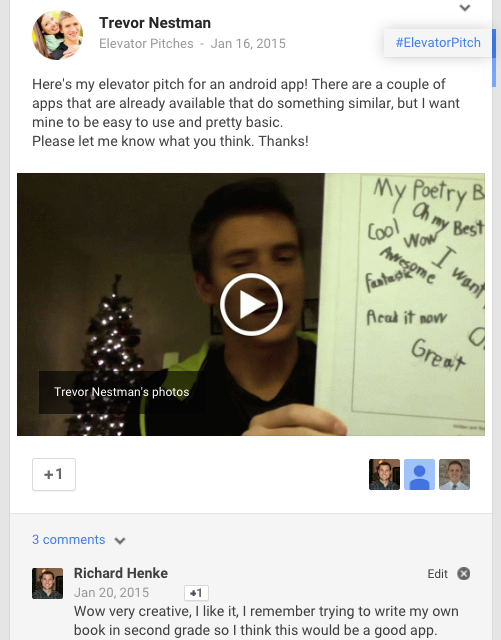 Trevor Nestman
Elevator Pitches - Jan 16, 2015
#ElevatorPitch
Here's my elevator pitch for an android app! There are a couple of
apps that are already available that do something similar, but I want
mine to be easy to use and pretty basic.
Please let me know what you think. Thanks!
My Poetry B
Oh my Best
Cool
Wow
Awesome
I want
Fantastic
Read it now
Great
Trevor Nestman's photos
+1
3 comments
Richard Henke
Edit
Jan 20, 2015
+1
Wow very creative, I like it, I remember trying to write my own
book in second grade so I think this would be a good app.